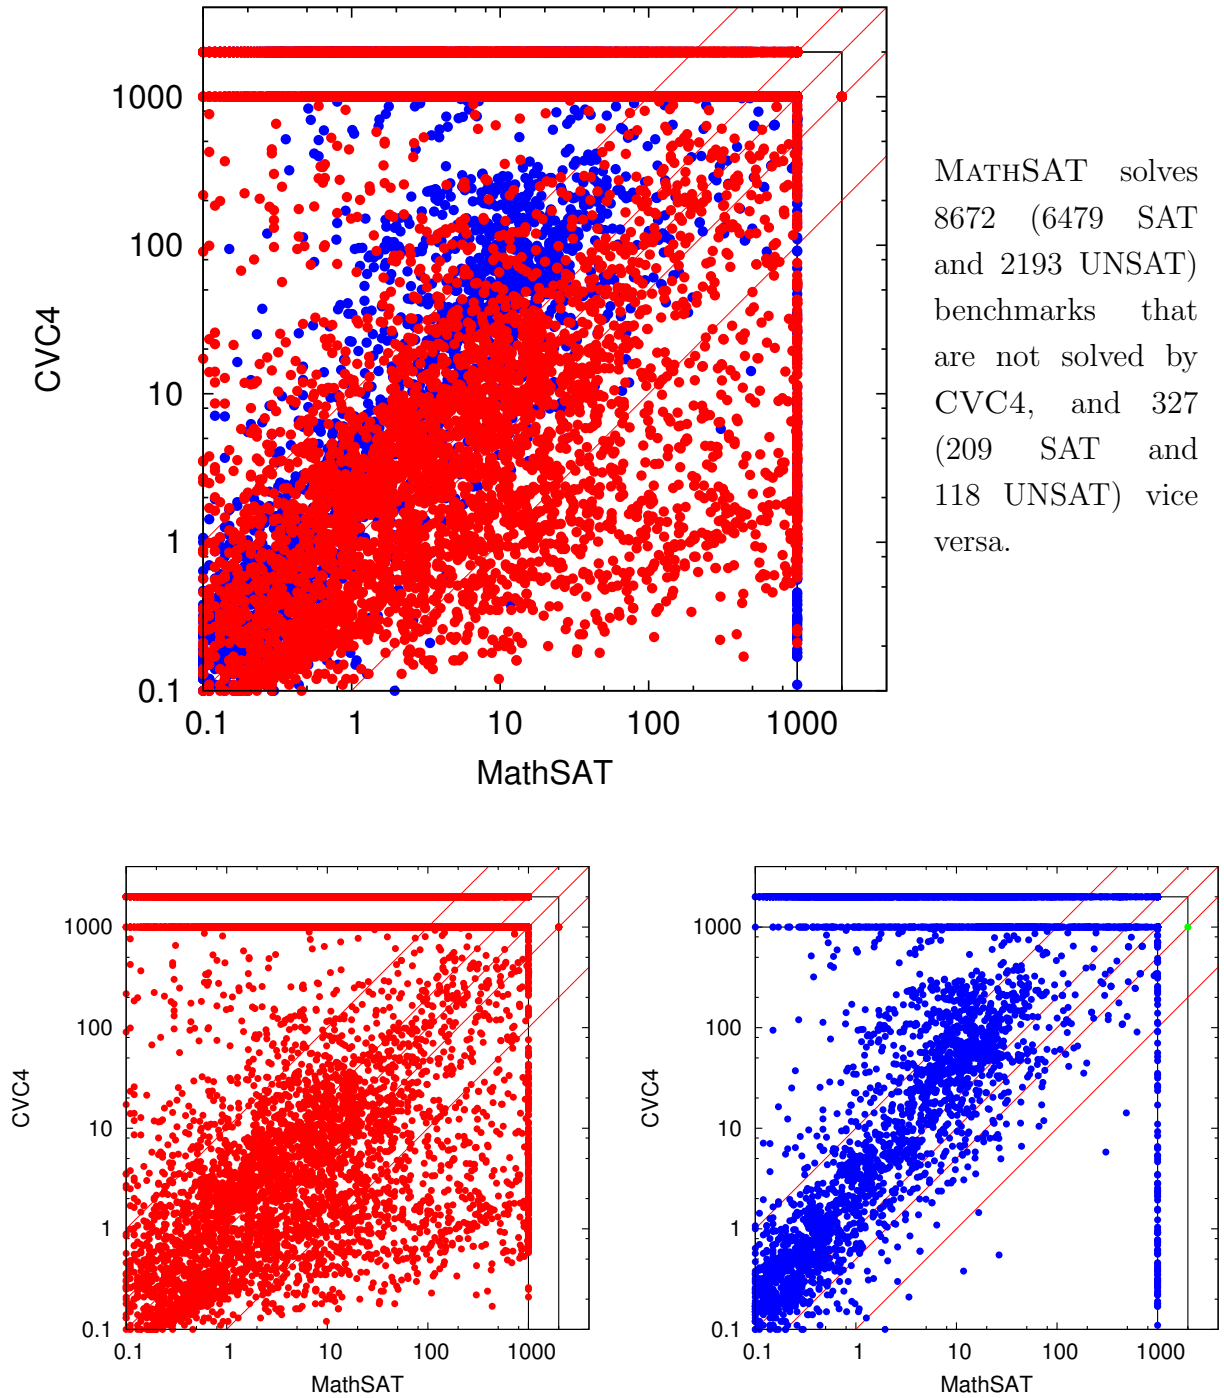 1000
100
10
1
0.1
CVC4
0.1 1 10 100 1000
MathSAT
MATHSAT solves
8672 (6479 SAT
and 2193 UNSAT)
benchmarks that
are not solved by
CVC4, and 327
(209 SAT and
118 UNSAT) vice
versa.
1000
100
10
1
0.1
CVC4
0.1 1 10 100 1000
MathSAT
1000
100
10
1
0.1
CVC4
0.1 1 10 100 1000
MathSAT